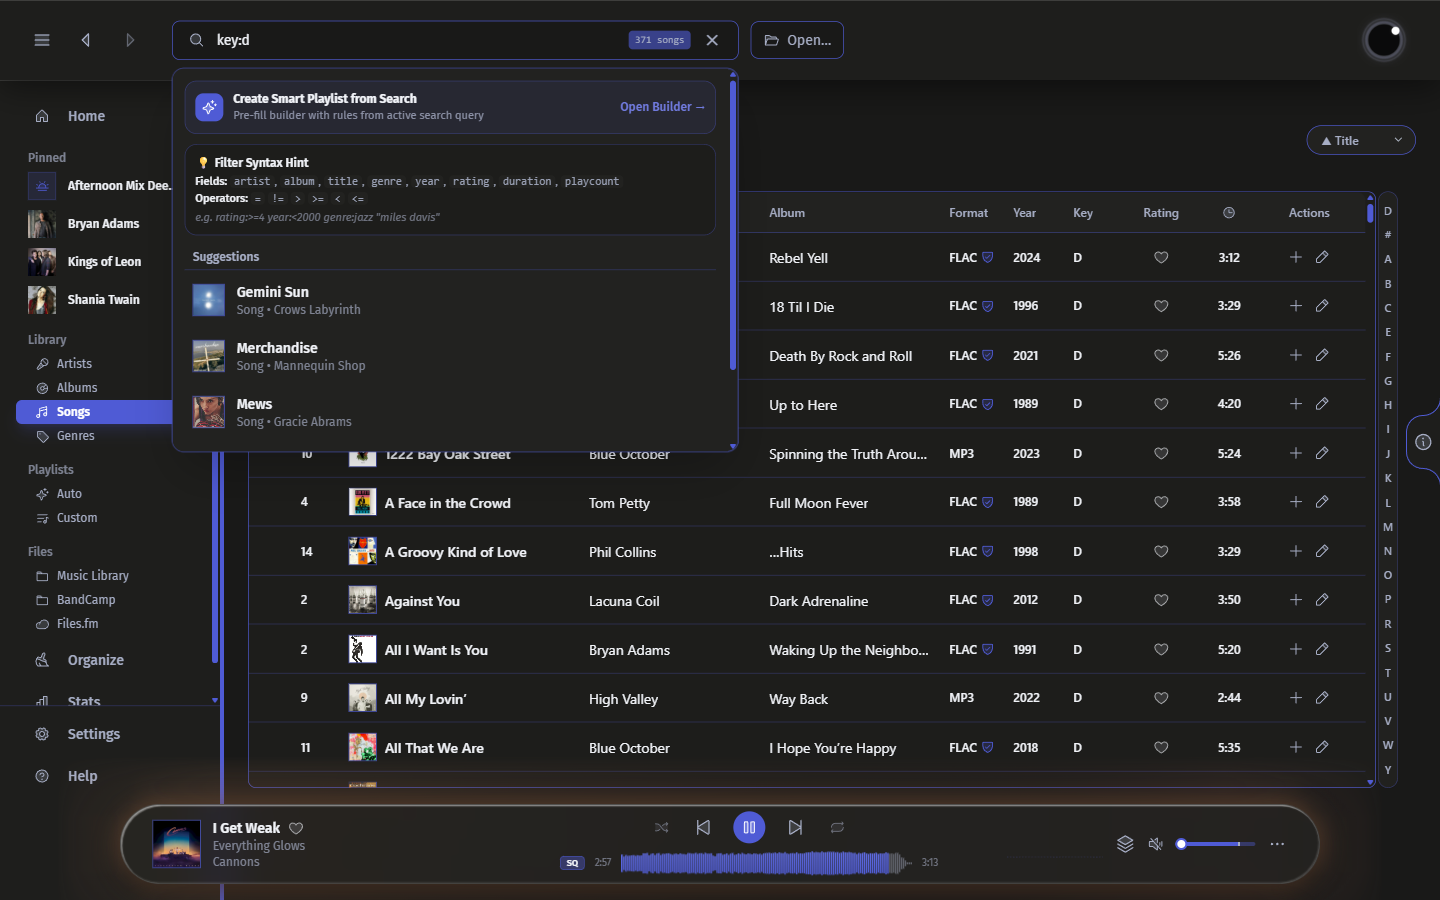 key:d
371 songs
Open...
Create Smart Playlist from Search
Pre-fill builder with rules from active search query
Open Builder →
Filter Syntax Hint
Fields: artist, album, title, genre, year, rating, duration, playcount
Operators: = != > >= < <=
e.g. rating:>=4 year:<2000 genre:jazz "miles davis"
Suggestions
Gemini Sun
Song • Crows Labyrinth
Merchandise
Song • Mannequin Shop
Mews
Song • Gracie Abrams
Home
Pinned
Afternoon Mix Dee.
Bryan Adams
Kings of Leon
Shania Twain
Library
Artists
Albums
Songs
Genres
Playlists
Auto
Custom
Files
Music Library
BandCamp
Files.fm
Organize
Stats
Settings
Help
▲ Title
Album Format Year Key Rating Actions
Rebel Yell FLAC 2024 D 3:12
18 Til I Die FLAC 1996 D 3:29
Death By Rock and Roll FLAC 2021 D 5:26
Up to Here FLAC 1989 D 4:20
10 1222 Bay Oak Street Blue October Spinning the Truth Arou... MP3 2023 D 5:24
4 A Face in the Crowd Tom Petty Full Moon Fever FLAC 1989 D 3:58
14 A Groovy Kind of Love Phil Collins ...Hits FLAC 1998 D 3:29
2 Against You Lacuna Coil Dark Adrenaline FLAC 2012 D 3:50
2 All I Want Is You Bryan Adams Waking Up the Neighbo... FLAC 1991 D 5:20
9 All My Lovin' High Valley Way Back MP3 2022 D 2:44
11 All That We Are Blue October I Hope You're Happy FLAC 2018 D 5:35
D
#
A
B
C
E
F
G
H
I
J
K
L
M
N
O
P
R
S
T
U
V
W
Y
I Get Weak
Everything Glows
Cannons
SQ 2:57 3:13